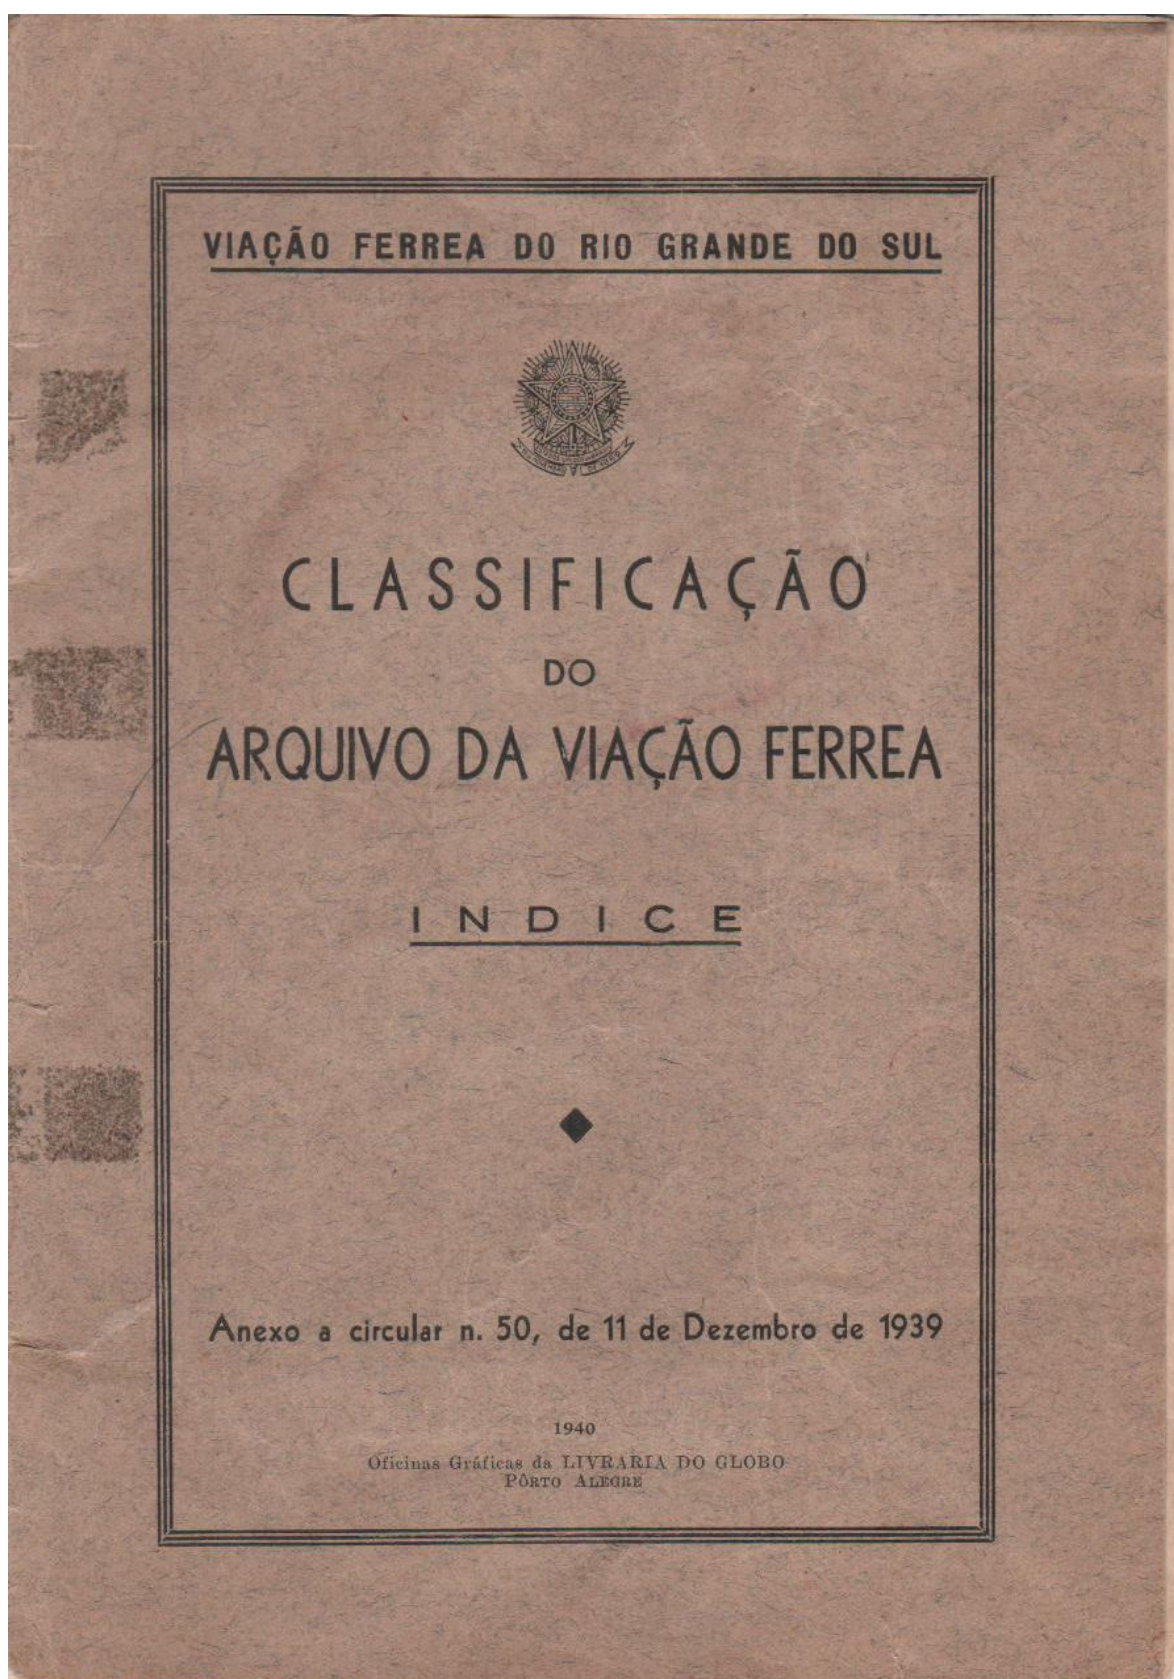 VIAÇÃO FERREA DO RIO GRANDE DO SUL
CLASSIFICAÇÃO
DO
ARQUIVO DA VIAÇÃO FERREA
INDICE
Anexo a circular n. 50, de 11 de Dezembro de 1939
1940
Oficinas Gráficas da LIVRARIA DO GLOBO
PÔRTO ALEGRE